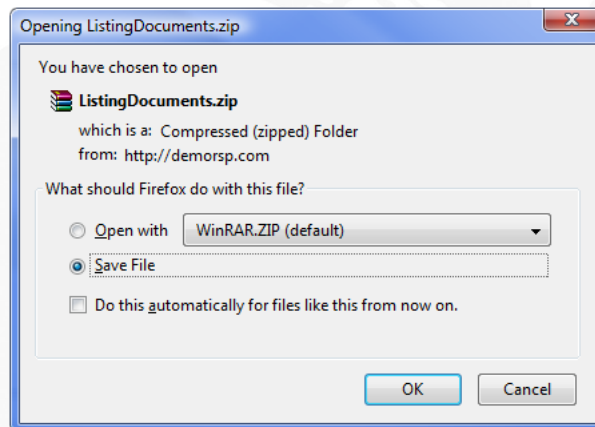 Opening ListingDocuments.zip
You have chosen to open
ListingDocuments.zip
which is a: Compressed (zipped) Folder
from: http://demorsp.com
What should Firefox do with this file?
Open with WinRAR.ZIP (default)
Save File
Do this automatically for files like this from now on.
OK Cancel